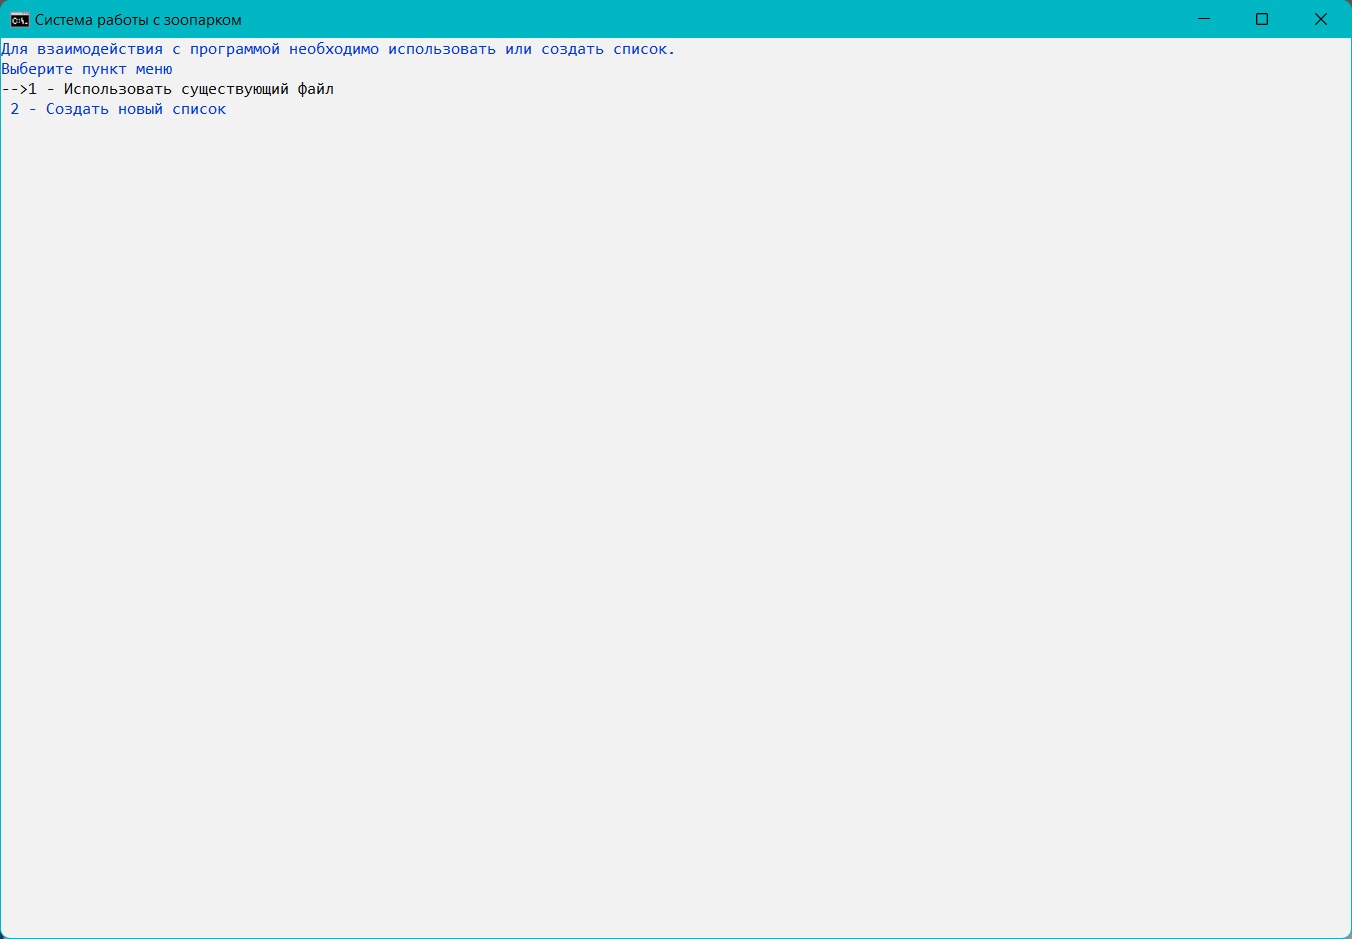 Система работы с зоопарком
Для взаимодействия с программой необходимо использовать или создать список.
Выберите пункт меню
-->1 - Использовать существующий файл
2 - Создать новый список